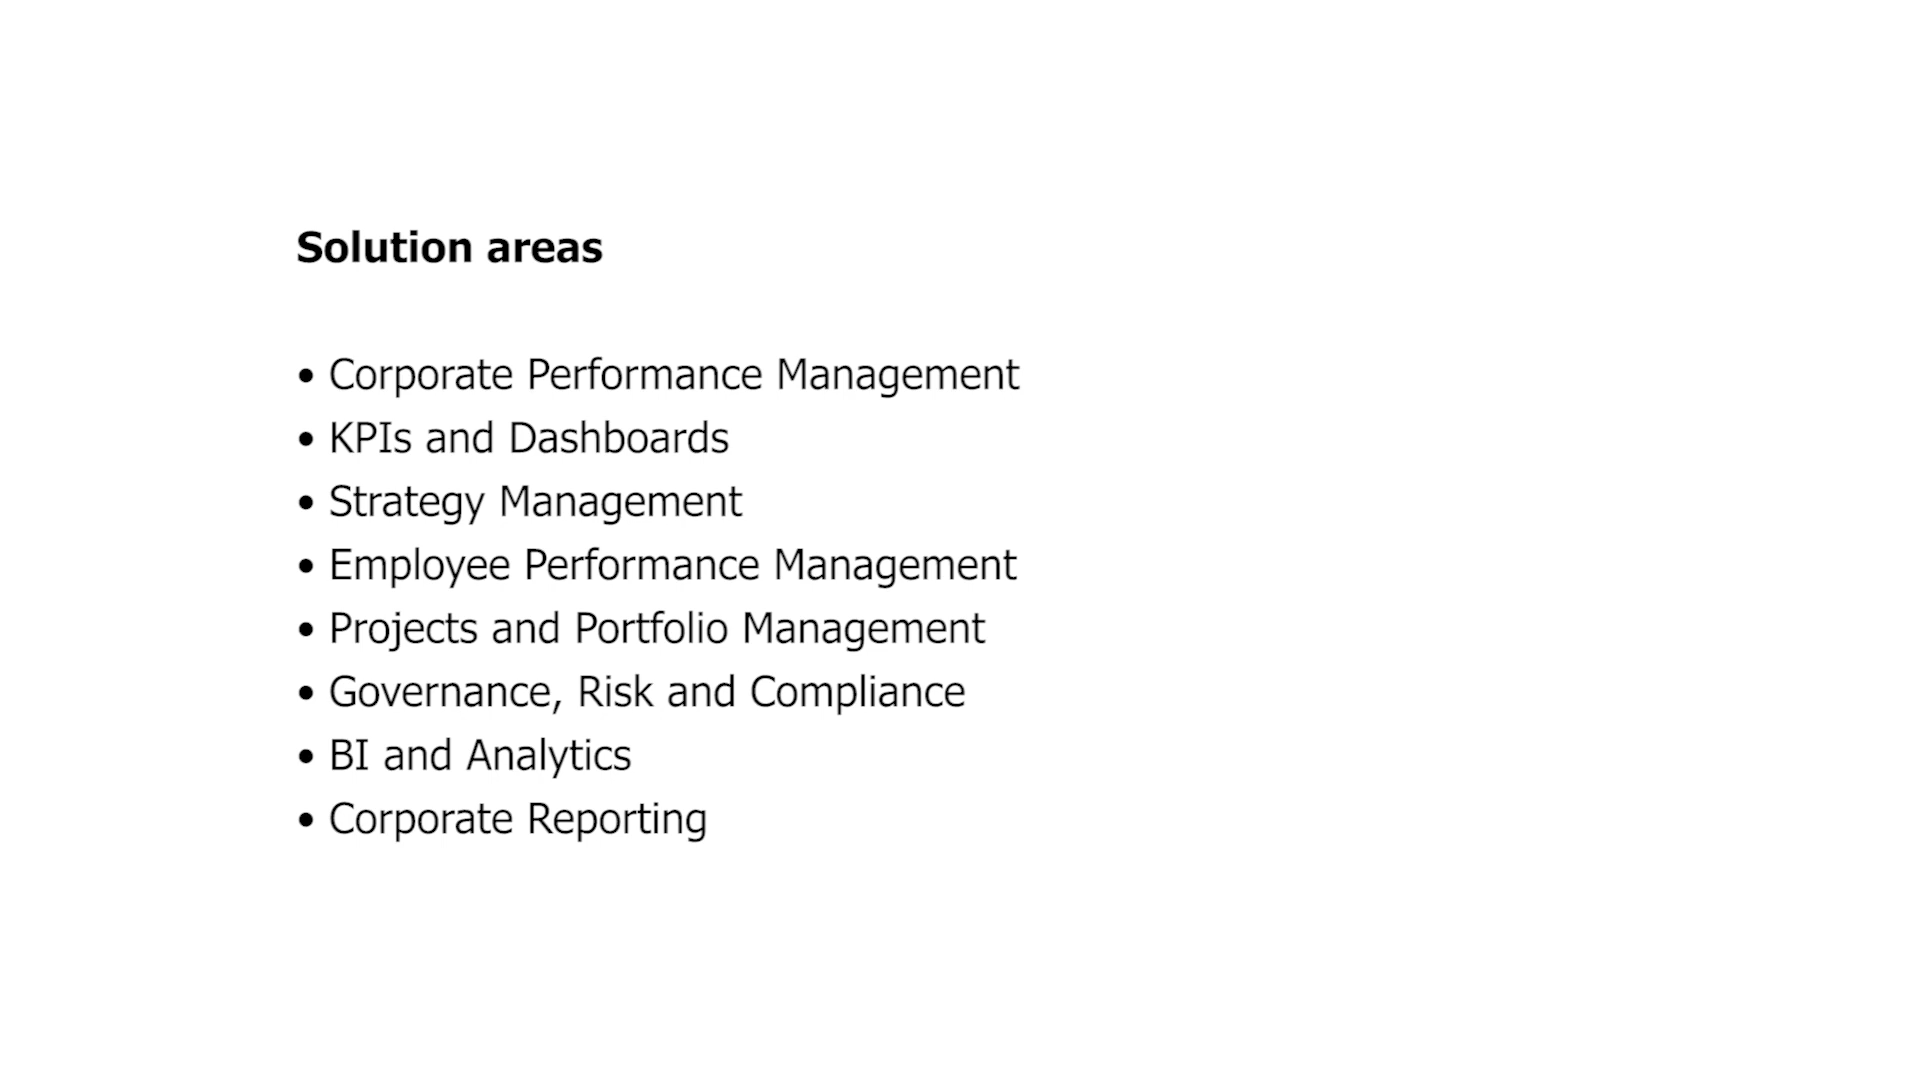 Solution areas
• Corporate Performance Management
• KPIs and Dashboards
• Strategy Management
• Employee Performance Management
• Projects and Portfolio Management
• Governance, Risk and Compliance
• BI and Analytics
• Corporate Reporting